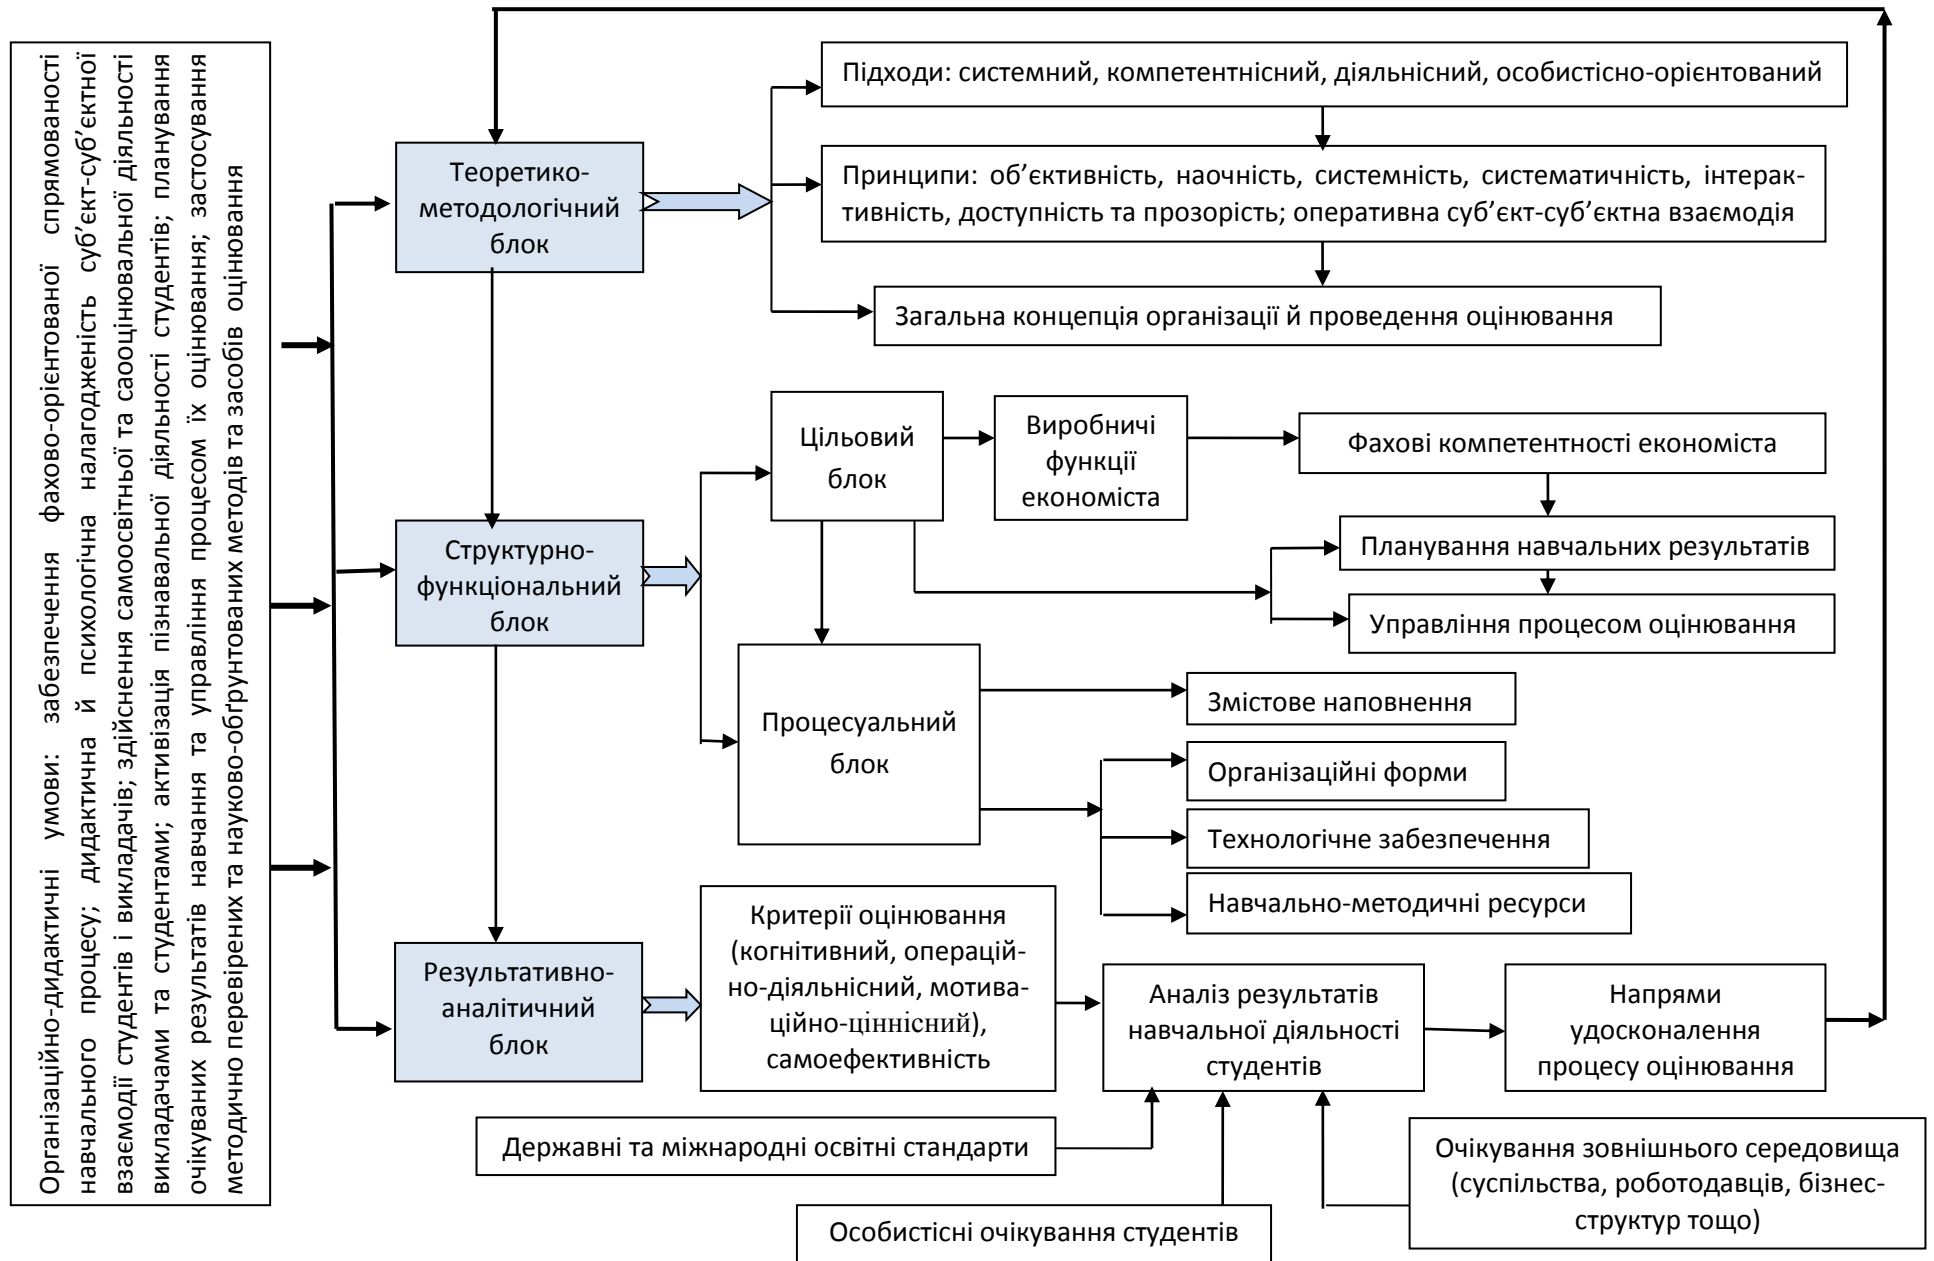 Організаційно-дидактичні умови: забезпечення фахово-орієнтованої спрямованості
навчального процесу; дидактична й психологічна налагодженість суб’єкт-суб’єктної
взаємодії студентів і викладачів; здійснення самоосвітньої та саооцінювальної діяльності
викладачами та студентами; активізація пізнавальної діяльності студентів; планування
очікуваних результатів навчання та управління процесом їх оцінювання; застосування
методично перевірених та науково-обґрунтованих методів та засобів оцінювання
Теоретико-
методологічний
блок
Підходи: системний, компетентнісний, діяльнісний, особистісно-орієнтований
Принципи: об’єктивність, наочність, системність, систематичність, інтерак-
тивність, доступність та прозорість; оперативна суб’єкт-суб’єктна взаємодія
Загальна концепція організації й проведення оцінювання
Структурно-
функціональний
блок
Цільовий
блок
Виробничі
функції
економіста
Фахові компетентності економіста
Планування навчальних результатів
Управління процесом оцінювання
Процесуальний
блок
Змістове наповнення
Організаційні форми
Технологічне забезпечення
Навчально-методичні ресурси
Результативно-
аналітичний
блок
Критерії оцінювання
(когнітивний, операцій-
но-діяльнісний, мотива-
ційно-ціннісний),
самоефективність
Аналіз результатів
навчальної діяльності
студентів
Напрями
удосконалення
процесу оцінювання
Державні та міжнародні освітні стандарти
Особистісні очікування студентів
Очікування зовнішнього середовища
(суспільства, роботодавців, бізнес-
структур тощо)